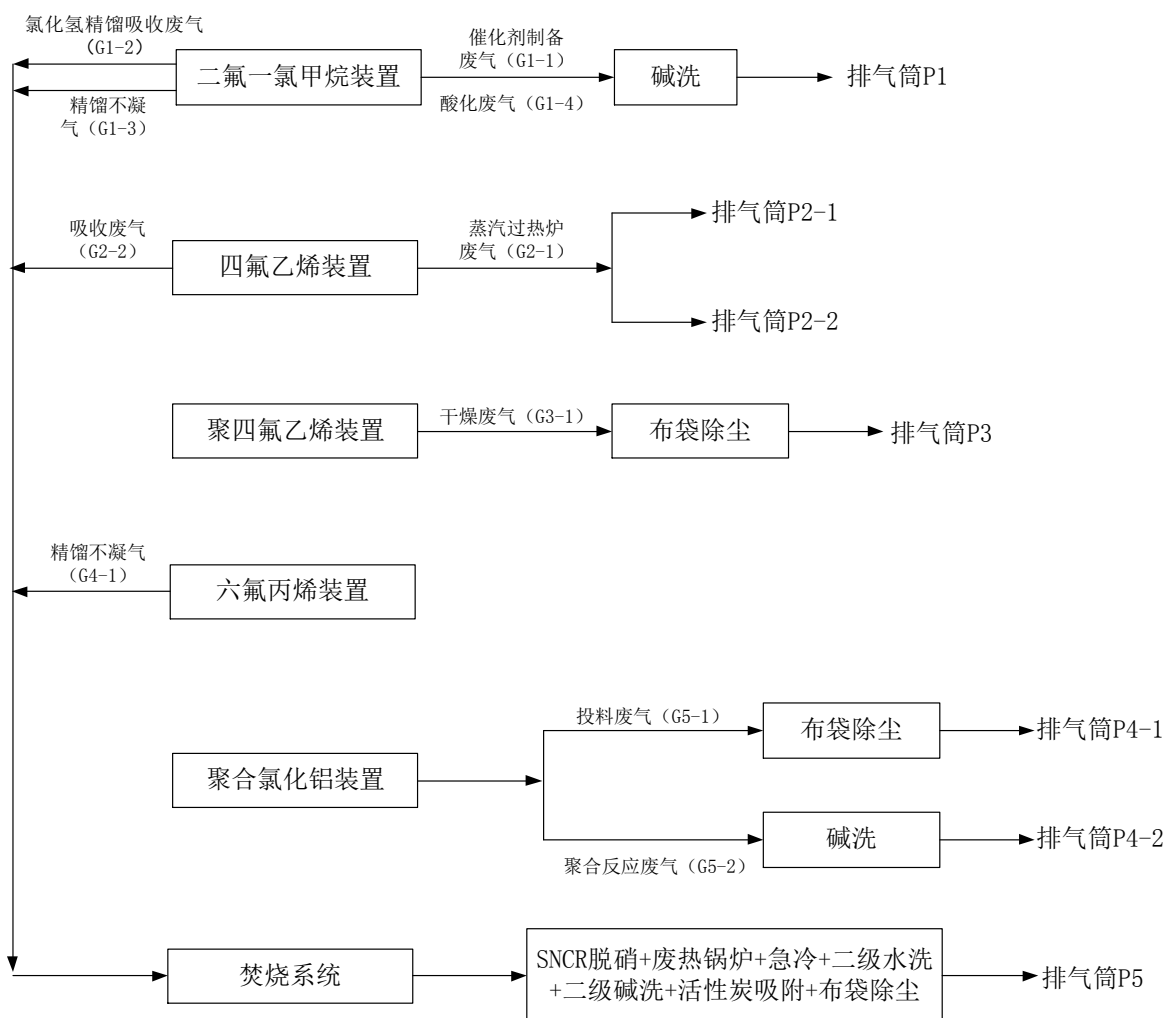 氯化氢精馏吸收废气
(G1-2)
二氟一氯甲烷装置
催化剂制备
废气（G1-1）
碱洗
排气筒P1
精馏不凝
气（G1-3）
酸化废气（G1-4）
排气筒P2-1
吸收废气
(G2-2)
四氟乙烯装置
蒸汽过热炉
废气（G2-1）
排气筒P2-2
聚四氟乙烯装置
干燥废气（G3-1）
布袋除尘
排气筒P3
精馏不凝气
(G4-1)
六氟丙烯装置
投料废气（G5-1）
布袋除尘
排气筒P4-1
聚合氯化铝装置
聚合反应废气（G5-2）
碱洗
排气筒P4-2
焚烧系统
SNCR脱硝+废热锅炉+急冷+二级水洗
+二级碱洗+活性炭吸附+布袋除尘
排气筒P5